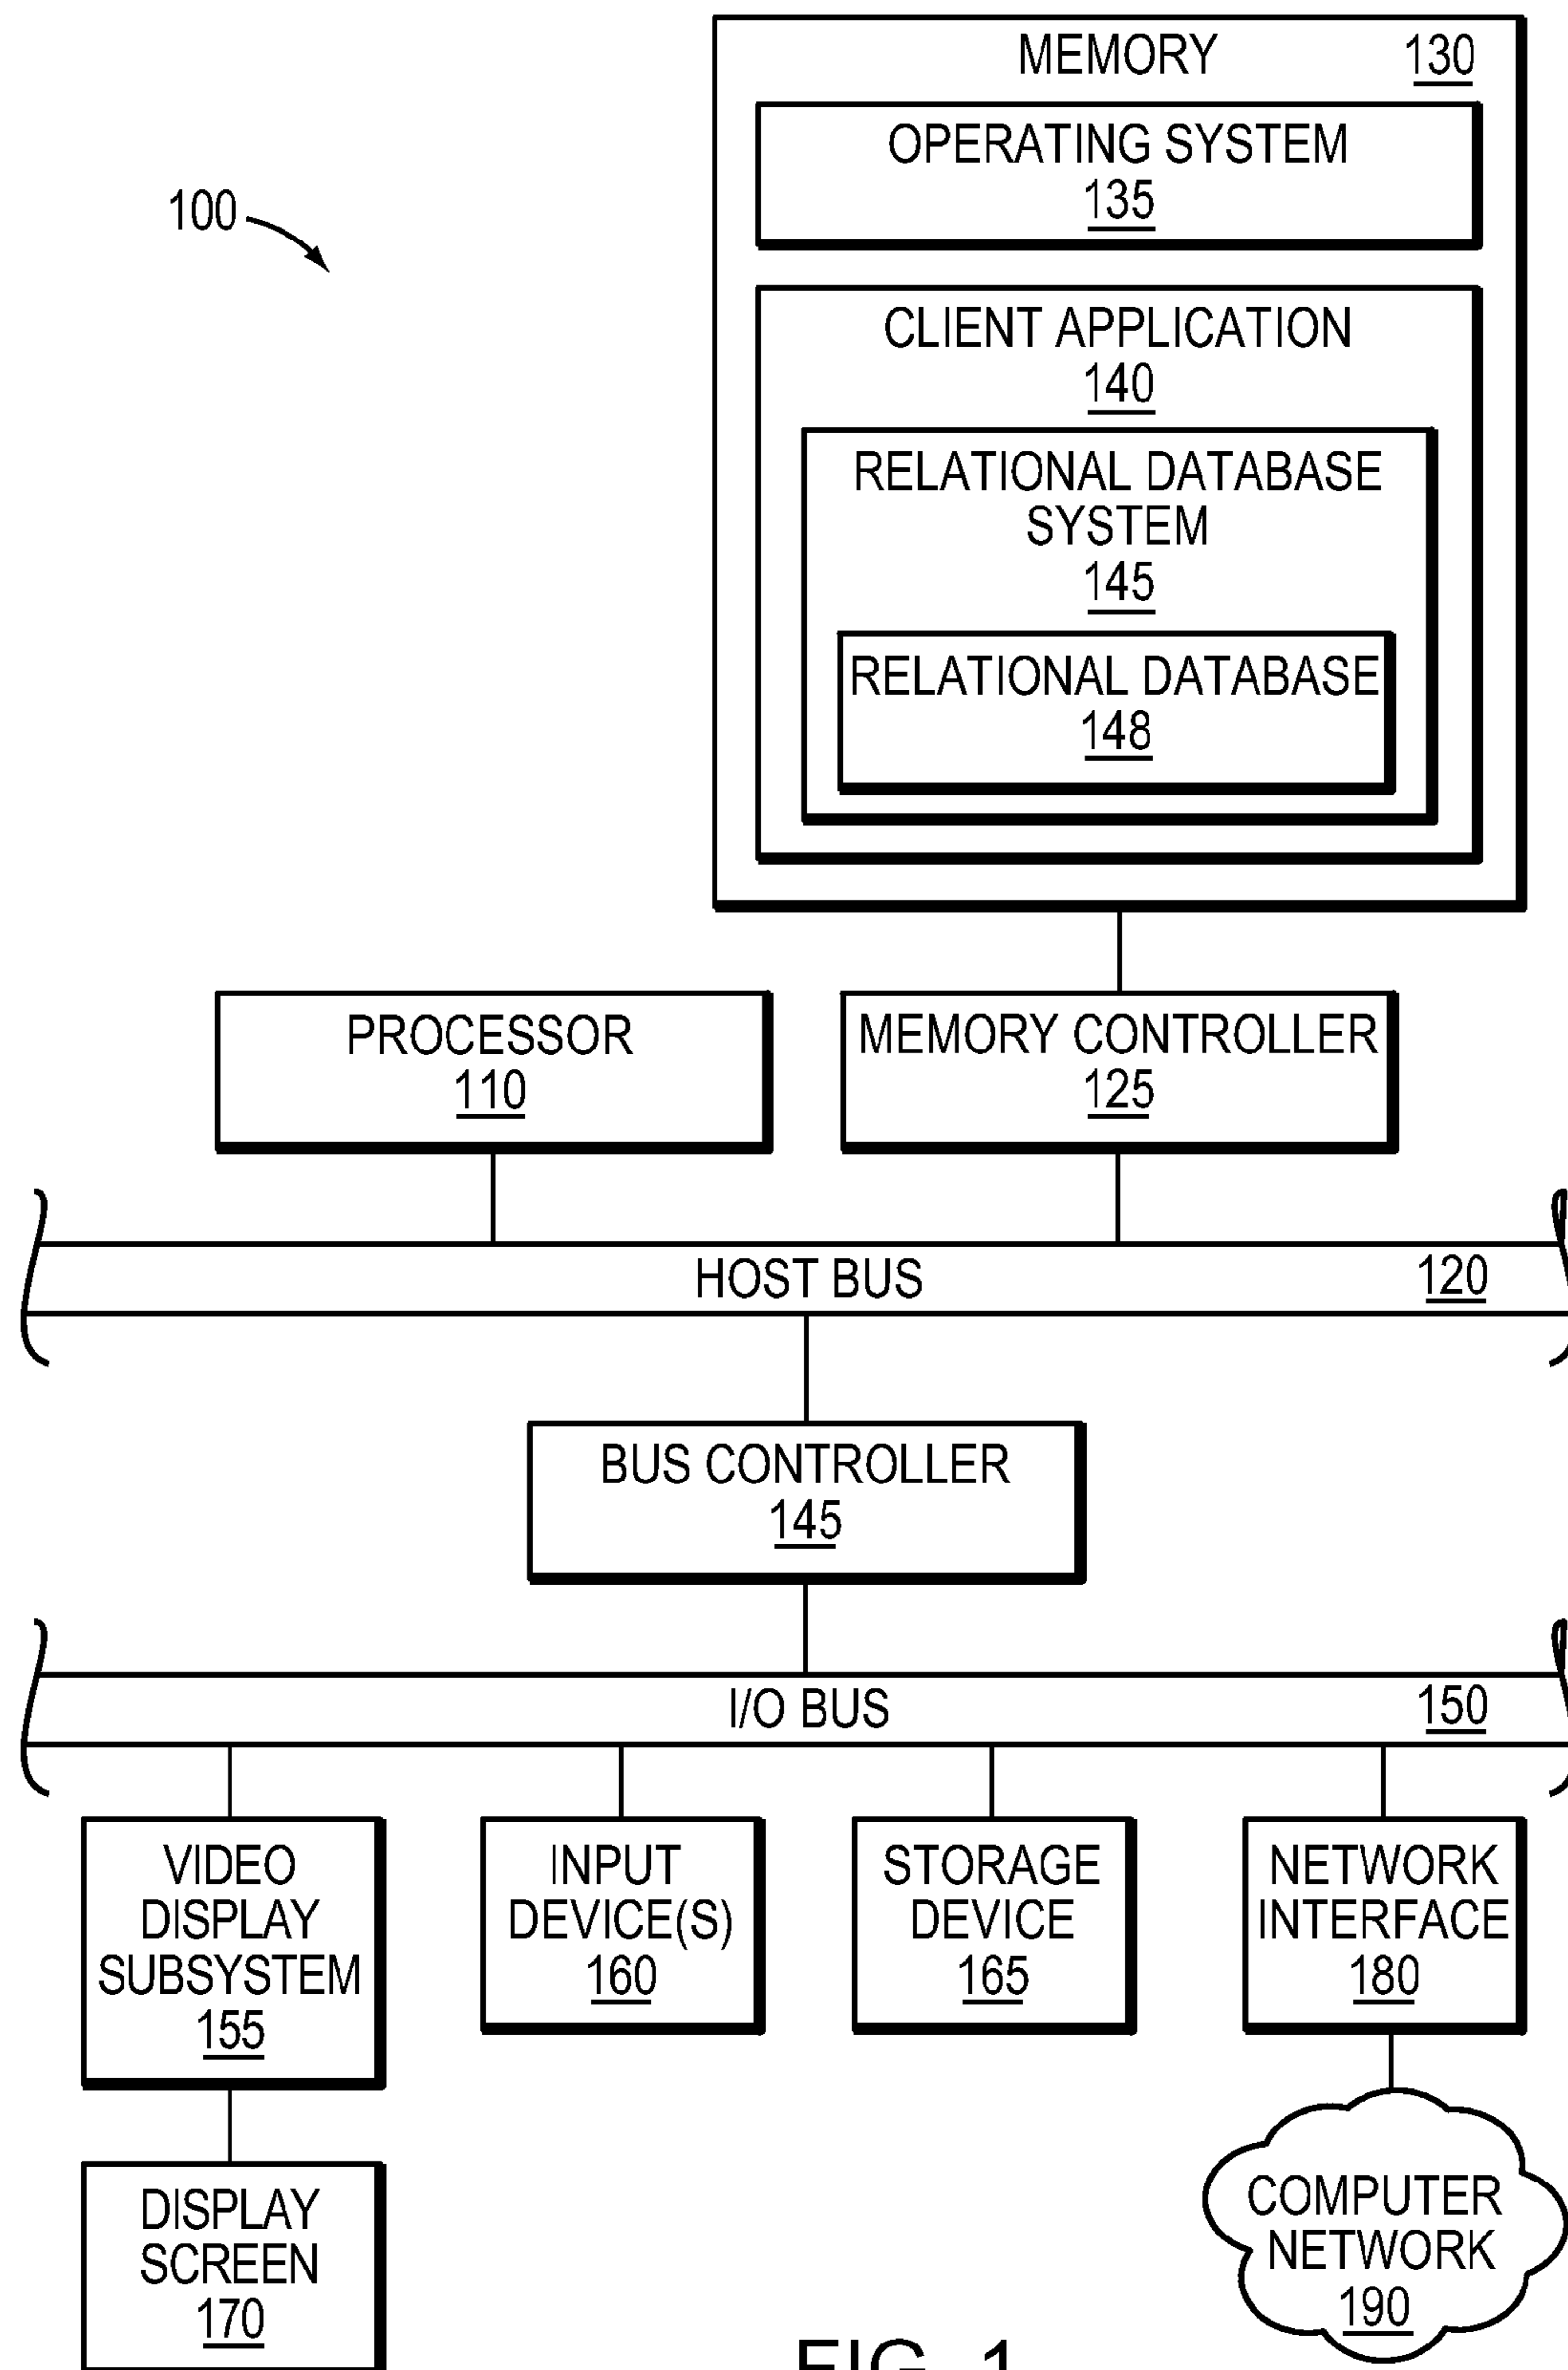 MEMORY 130
OPERATING SYSTEM
135
100
CLIENT APPLICATION
140
RELATIONAL DATABASE
SYSTEM
145
RELATIONAL DATABASE
148
PROCESSOR
110
MEMORY CONTROLLER
125
HOST BUS 120
BUS CONTROLLER
145
I/O BUS 150
VIDEO
DISPLAY
SUBSYSTEM
155
INPUT
DEVICE(S)
160
STORAGE
DEVICE
165
NETWORK
INTERFACE
180
DISPLAY
SCREEN
170
COMPUTER
NETWORK
190
FIG. 1